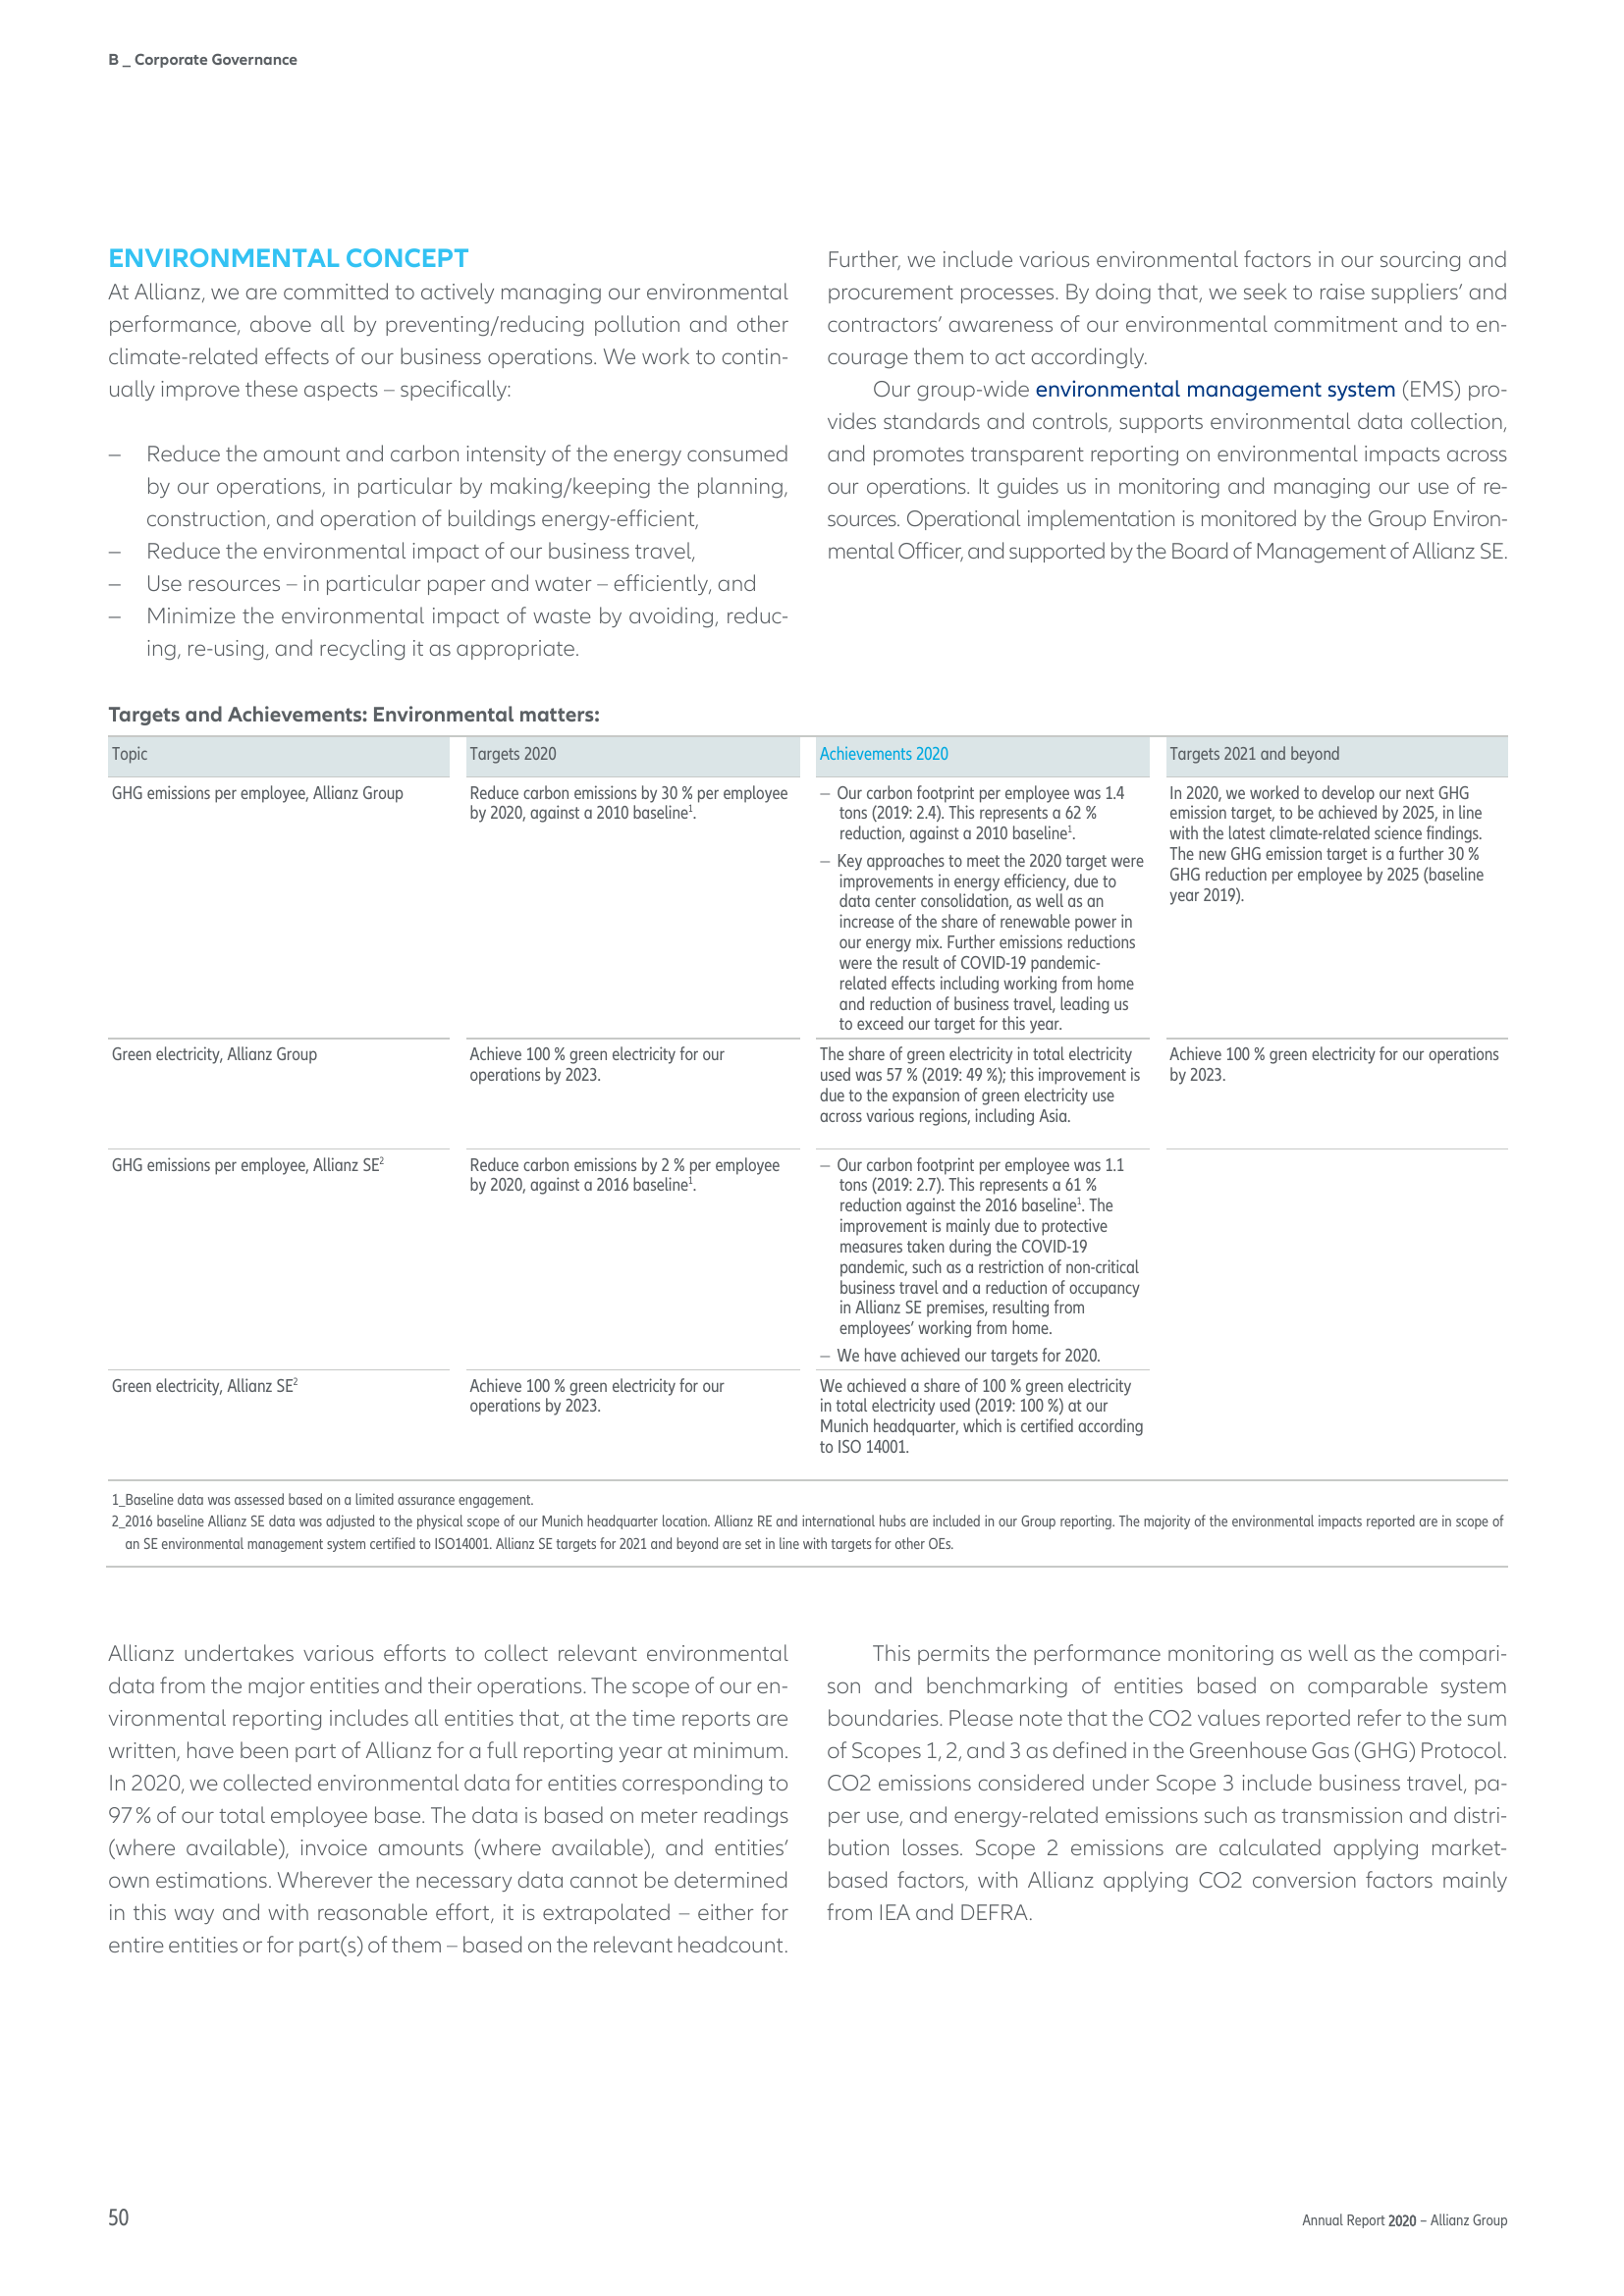 B _ Corporate Governance
ENVIRONMENTAL CONCEPT
At Allianz, we are committed to actively managing our environmental
performance, above all by preventing/reducing pollution and other
climate-related effects of our business operations. We work to contin-
ually improve these aspects – specifically:
– Reduce the amount and carbon intensity of the energy consumed
by our operations, in particular by making/keeping the planning,
construction, and operation of buildings energy-efficient,
– Reduce the environmental impact of our business travel,
– Use resources – in particular paper and water – efficiently, and
– Minimize the environmental impact of waste by avoiding, reduc-
ing, re-using, and recycling it as appropriate.
Further, we include various environmental factors in our sourcing and
procurement processes. By doing that, we seek to raise suppliers’ and
contractors’ awareness of our environmental commitment and to en-
courage them to act accordingly.
Our group-wide environmental management system (EMS) pro-
vides standards and controls, supports environmental data collection,
and promotes transparent reporting on environmental impacts across
our operations. It guides us in monitoring and managing our use of re-
sources. Operational implementation is monitored by the Group Environ-
mental Officer, and supported by the Board of Management of Allianz SE.
Targets and Achievements: Environmental matters:
Topic
Targets 2020
Achievements 2020
Targets 2021 and beyond
GHG emissions per employee, Allianz Group
Reduce carbon emissions by 30 % per employee
by 2020, against a 2010 baseline1.
– Our carbon footprint per employee was 1.4
tons (2019: 2.4). This represents a 62 %
reduction, against a 2010 baseline1.
– Key approaches to meet the 2020 target were
improvements in energy efficiency, due to
data center consolidation, as well as an
increase of the share of renewable power in
our energy mix. Further emissions reductions
were the result of COVID-19 pandemic-
related effects including working from home
and reduction of business travel, leading us
to exceed our target for this year.
In 2020, we worked to develop our next GHG
emission target, to be achieved by 2025, in line
with the latest climate-related science findings.
The new GHG emission target is a further 30 %
GHG reduction per employee by 2025 (baseline
year 2019).
Green electricity, Allianz Group
Achieve 100 % green electricity for our
operations by 2023.
The share of green electricity in total electricity
used was 57 % (2019: 49 %); this improvement is
due to the expansion of green electricity use
across various regions, including Asia.
Achieve 100 % green electricity for our operations
by 2023.
GHG emissions per employee, Allianz SE2
Reduce carbon emissions by 2 % per employee
by 2020, against a 2016 baseline1.
– Our carbon footprint per employee was 1.1
tons (2019: 2.7). This represents a 61 %
reduction against the 2016 baseline1. The
improvement is mainly due to protective
measures taken during the COVID-19
pandemic, such as a restriction of non-critical
business travel and a reduction of occupancy
in Allianz SE premises, resulting from
employees’ working from home.
– We have achieved our targets for 2020.
Green electricity, Allianz SE2
Achieve 100 % green electricity for our
operations by 2023.
We achieved a share of 100 % green electricity
in total electricity used (2019: 100 %) at our
Munich headquarter, which is certified according
to ISO 14001.
1_Baseline data was assessed based on a limited assurance engagement.
2_2016 baseline Allianz SE data was adjusted to the physical scope of our Munich headquarter location. Allianz RE and international hubs are included in our Group reporting. The majority of the environmental impacts reported are in scope of
an SE environmental management system certified to ISO14001. Allianz SE targets for 2021 and beyond are set in line with targets for other OEs.
Allianz undertakes various efforts to collect relevant environmental
data from the major entities and their operations. The scope of our en-
vironmental reporting includes all entities that, at the time reports are
written, have been part of Allianz for a full reporting year at minimum.
In 2020, we collected environmental data for entities corresponding to
97 % of our total employee base. The data is based on meter readings
(where available), invoice amounts (where available), and entities’
own estimations. Wherever the necessary data cannot be determined
in this way and with reasonable effort, it is extrapolated – either for
entire entities or for part(s) of them – based on the relevant headcount.
This permits the performance monitoring as well as the compari-
son and benchmarking of entities based on comparable system
boundaries. Please note that the CO2 values reported refer to the sum
of Scopes 1, 2, and 3 as defined in the Greenhouse Gas (GHG) Protocol.
CO2 emissions considered under Scope 3 include business travel, pa-
per use, and energy-related emissions such as transmission and distri-
bution losses. Scope 2 emissions are calculated applying market-
based factors, with Allianz applying CO2 conversion factors mainly
from IEA and DEFRA.
50
Annual Report 2020 – Allianz Group